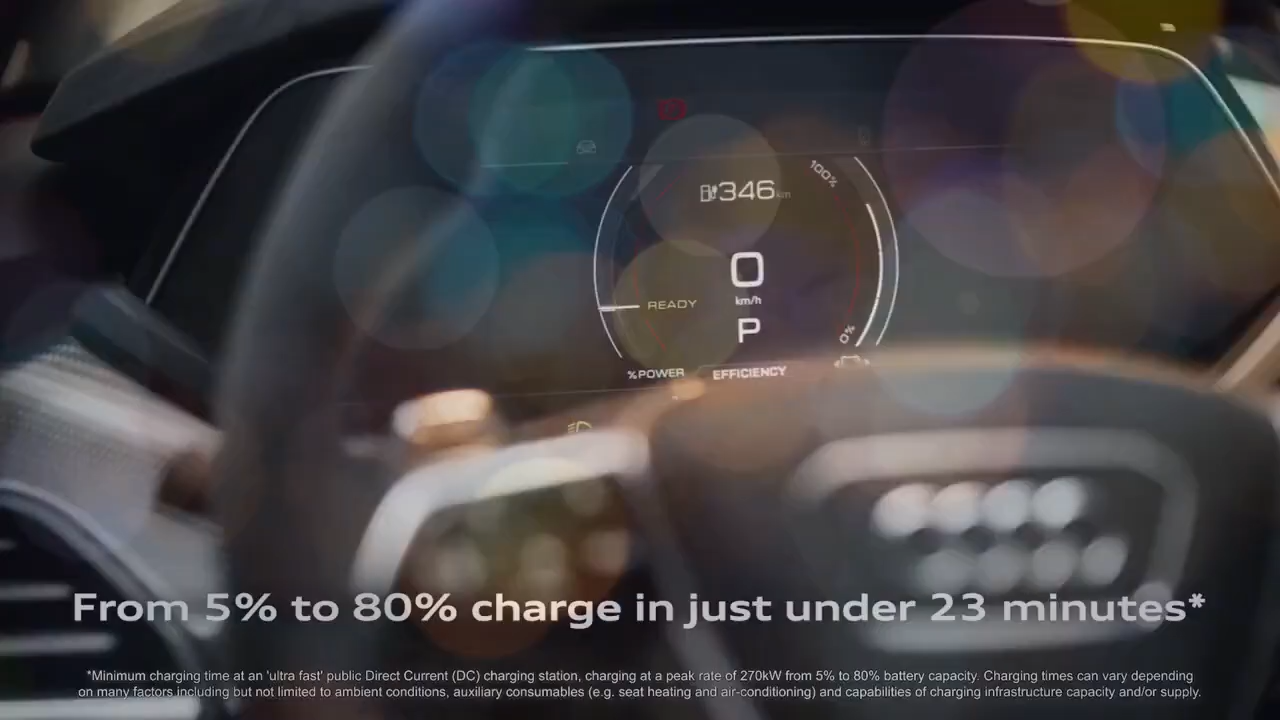 346 km
100%
0
km/h
READY
P
0%
%POWER
EFFICIENCY
From 5% to 80% charge in just under 23 minutes*
*Minimum charging time at an 'ultra fast' public Direct Current (DC) charging station, charging at a peak rate of 270kW from 5% to 80% battery capacity. Charging times can vary depending
on many factors including but not limited to ambient conditions, auxiliary consumables (e.g. seat heating and air-conditioning) and capabilities of charging infrastructure capacity and/or supply.